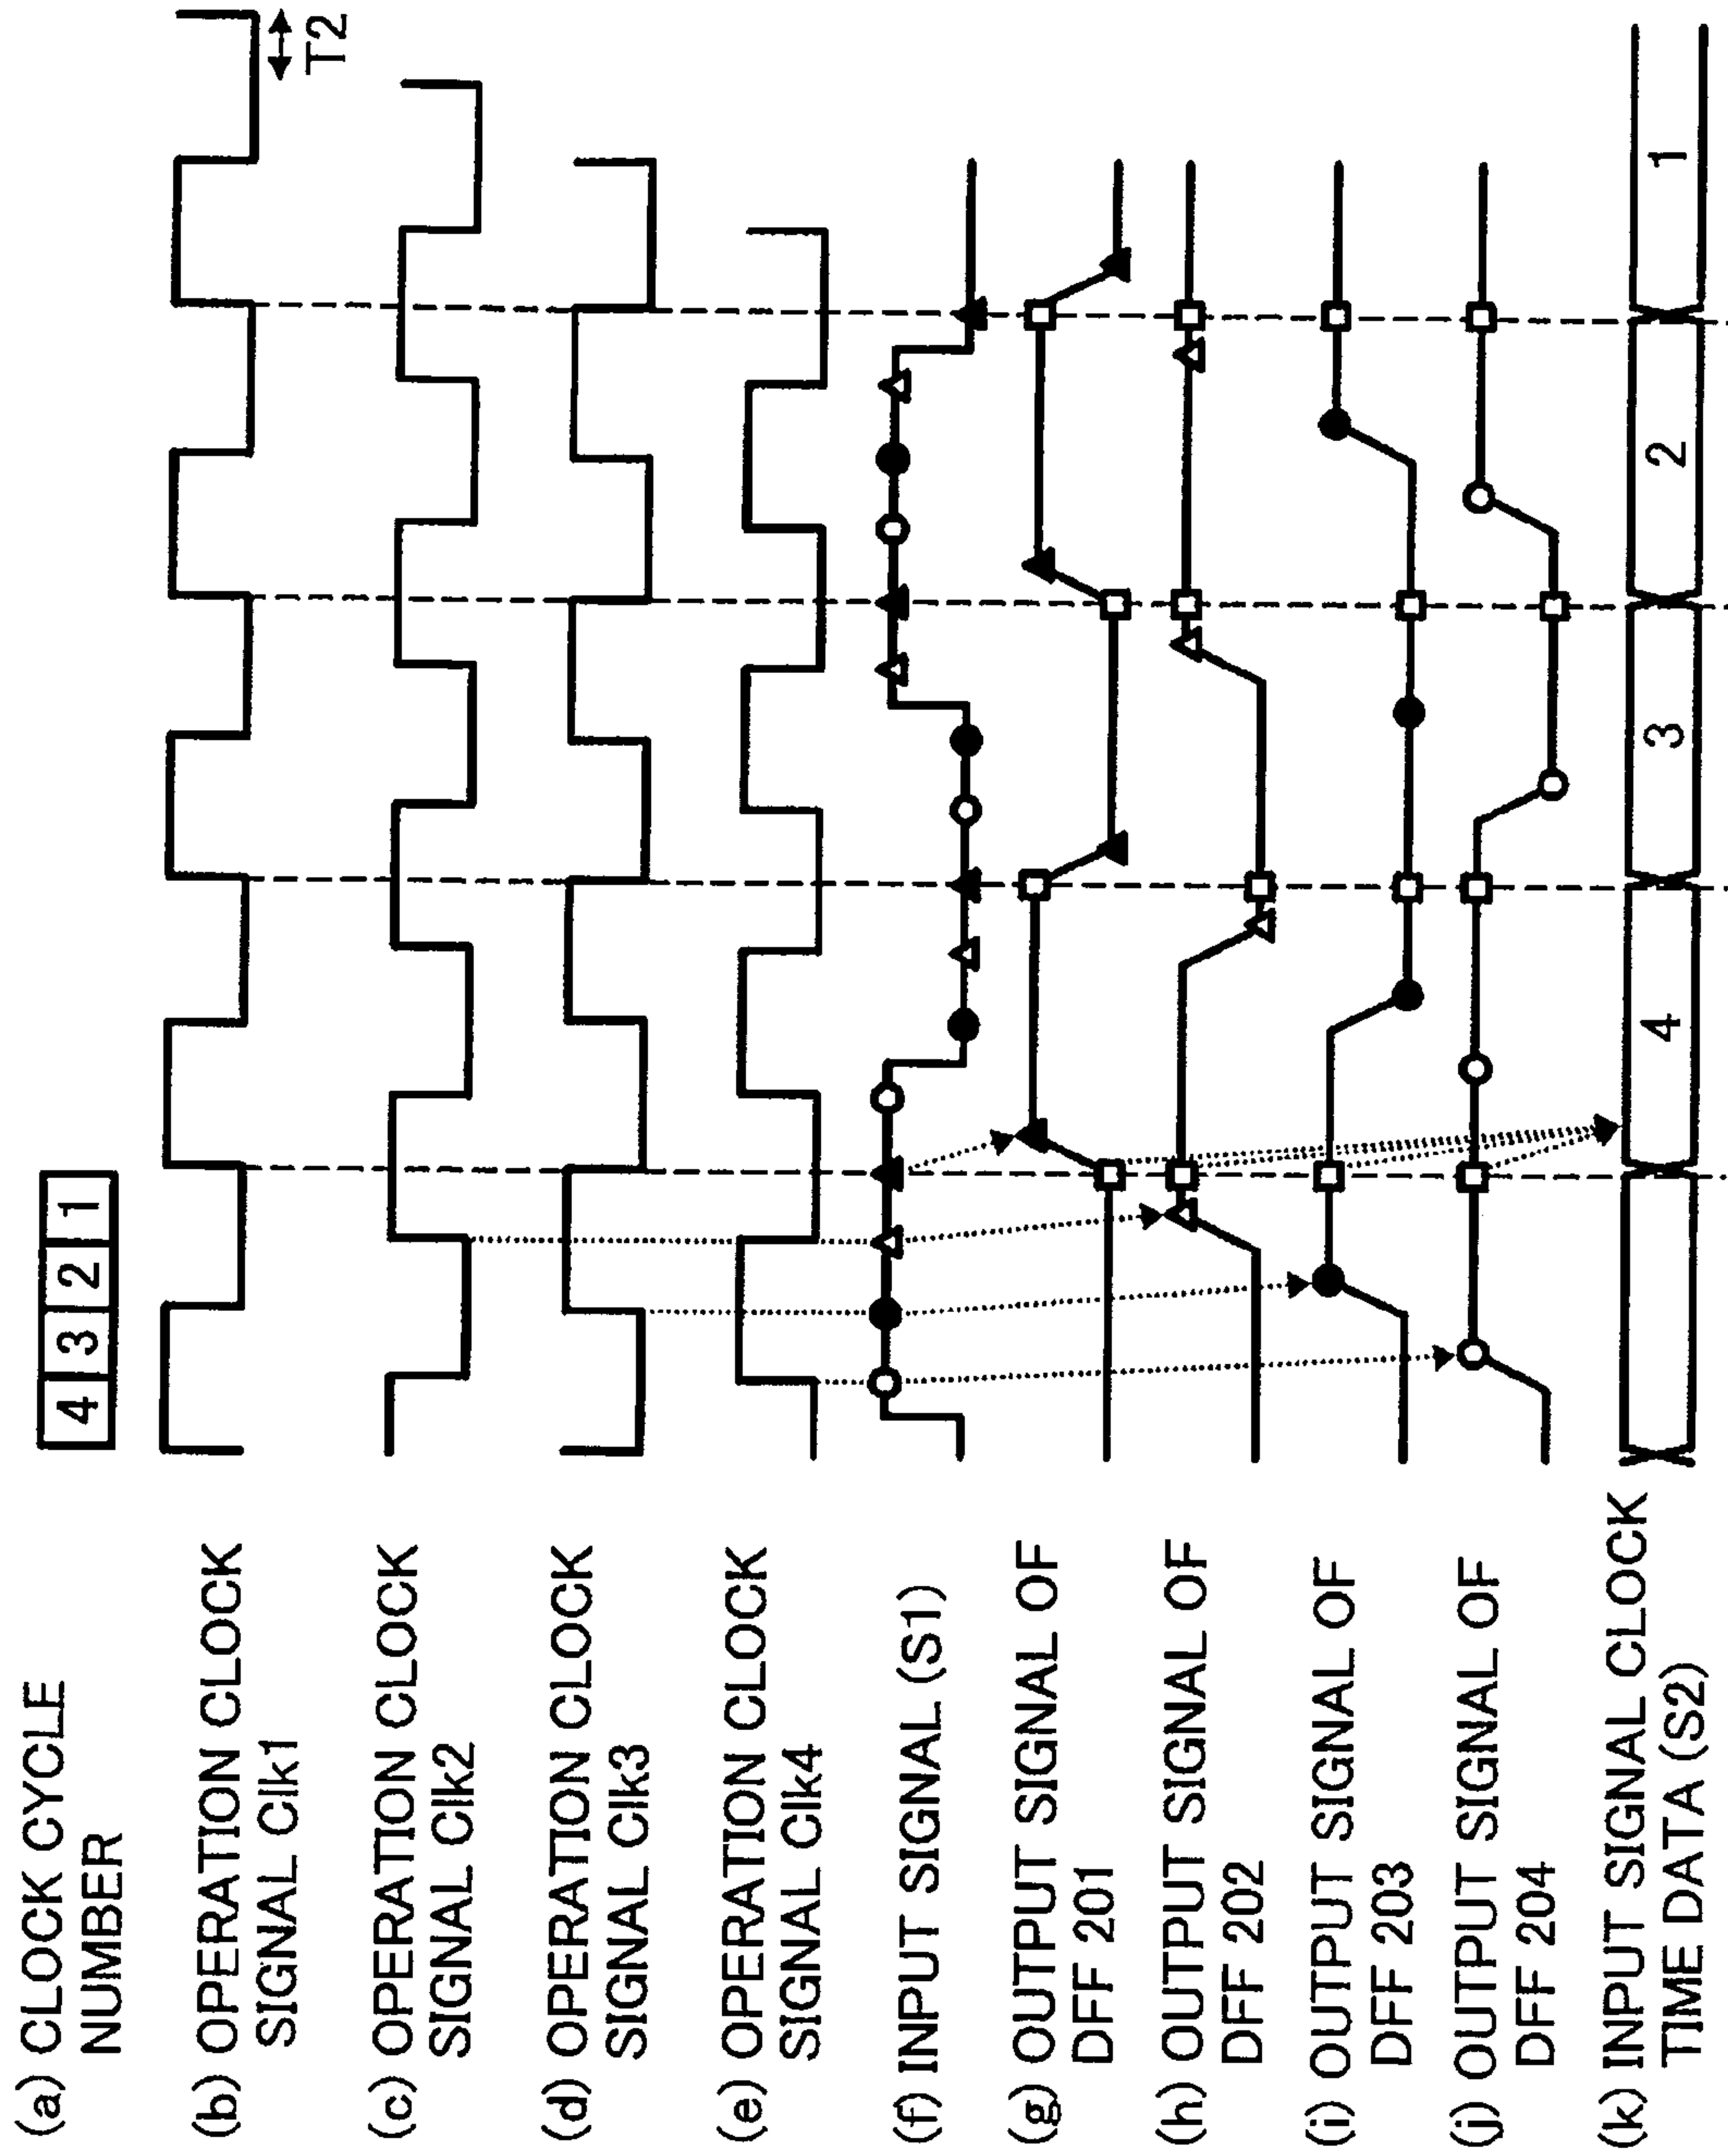 (a) CLOCK CYCLE
NUMBER
4 3 2 1
(b) OPERATION CLOCK
SIGNAL Clk1
T2
(c) OPERATION CLOCK
SIGNAL Clk2
(d) OPERATION CLOCK
SIGNAL Clk3
(e) OPERATION CLOCK
SIGNAL Clk4
(f) INPUT SIGNAL (S1)
(g) OUTPUT SIGNAL OF
DFF 201
(h) OUTPUT SIGNAL OF
DFF 202
(i) OUTPUT SIGNAL OF
DFF 203
(j) OUTPUT SIGNAL OF
DFF 204
(k) INPUT SIGNAL CLOCK
TIME DATA (S2)
4 3 2 1